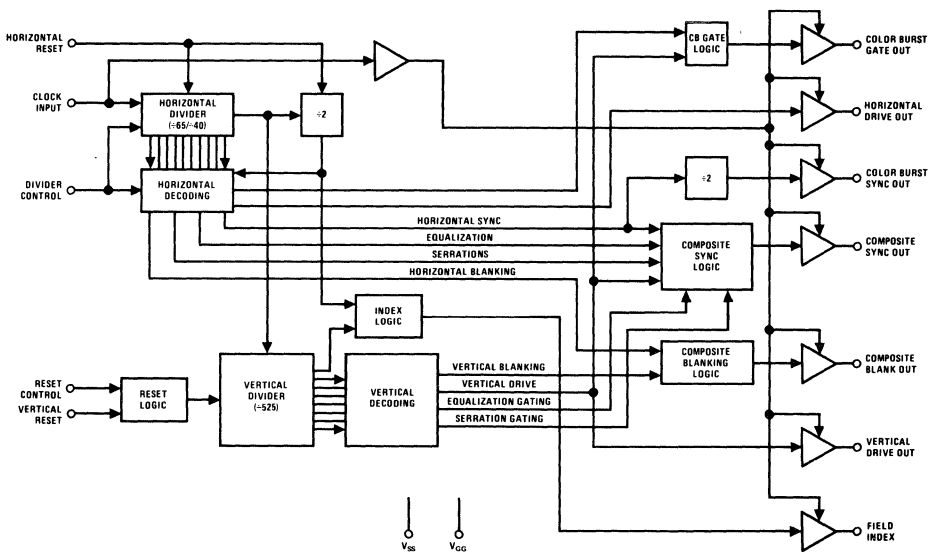 HORIZONTAL
RESET
CLOCK
INPUT
DIVIDER
CONTROL
HORIZONTAL
DIVIDER
(÷65/÷40)
÷2
HORIZONTAL
DECODING
CB GATE
LOGIC
COLOR BURST
GATE OUT
HORIZONTAL
DRIVE OUT
÷2
COLOR BURST
SYNC OUT
HORIZONTAL SYNC
EQUALIZATION
SERRATIONS
HORIZONTAL BLANKING
COMPOSITE
SYNC
LOGIC
COMPOSITE
SYNC OUT
INDEX
LOGIC
RESET
CONTROL
VERTICAL
RESET
RESET
LOGIC
VERTICAL
DIVIDER
(÷525)
VERTICAL
DECODING
VERTICAL BLANKING
VERTICAL DRIVE
EQUALIZATION GATING
SERRATION GATING
COMPOSITE
BLANKING
LOGIC
COMPOSITE
BLANK OUT
VERTICAL
DRIVE OUT
FIELD
INDEX
VSS
VGG